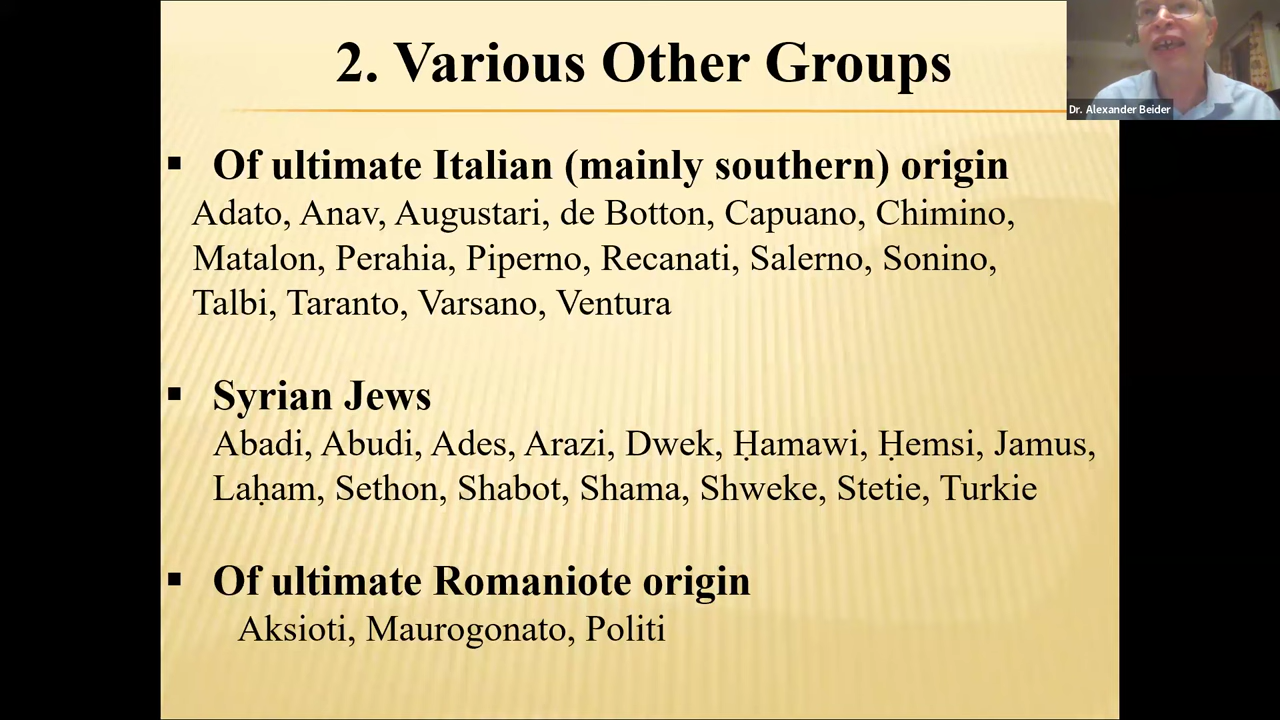 2. Various Other Groups
Dr. Alexander Beider
▪ Of ultimate Italian (mainly southern) origin
Adato, Anav, Augustari, de Botton, Capuano, Chimino,
Matalon, Perahia, Piperno, Recanati, Salerno, Sonino,
Talbi, Taranto, Varsano, Ventura
▪ Syrian Jews
Abadi, Abudi, Ades, Arazi, Dwek, Ḥamawi, Ḥemsi, Jamus,
Laḥam, Sethon, Shabot, Shama, Shweke, Stetie, Turkie
▪ Of ultimate Romaniote origin
Aksioti, Maurogonato, Politi